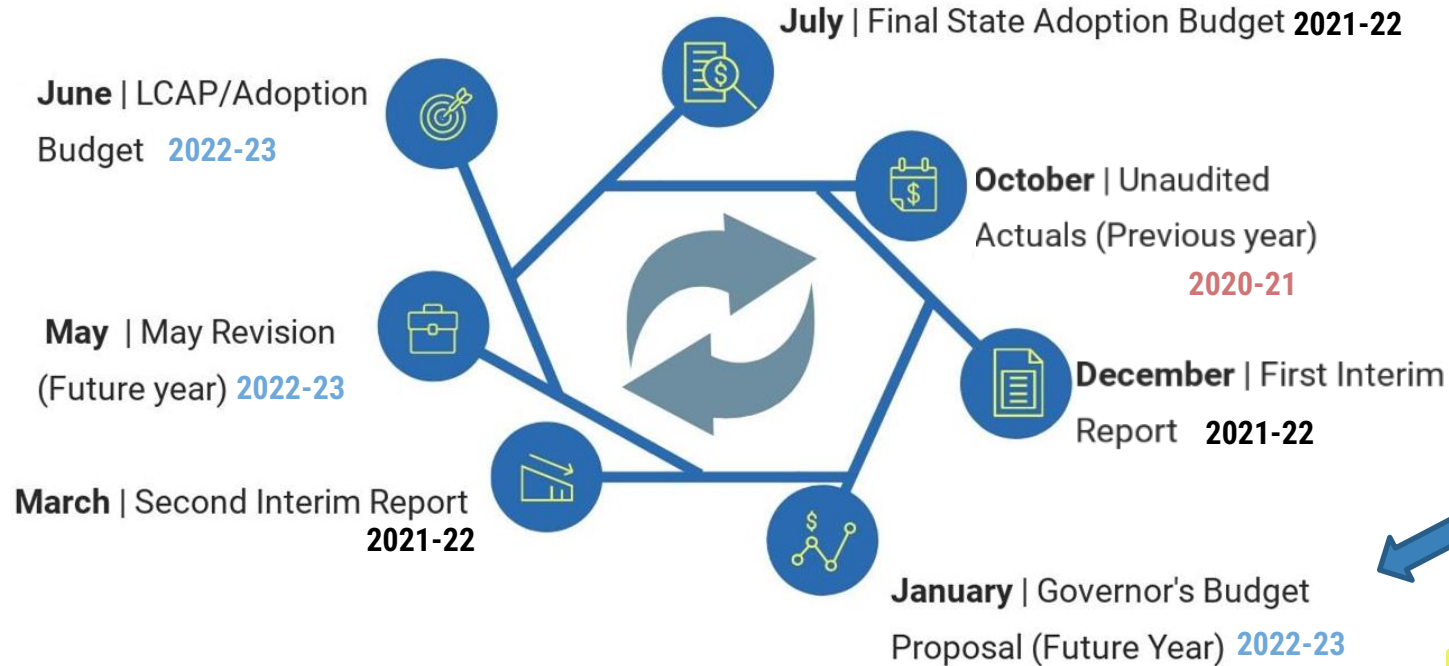 July | Final State Adoption Budget 2021-22
October | Unaudited
Actuals (Previous year)
2020-21
December | First Interim
Report 2021-22
January | Governor's Budget
Proposal (Future Year) 2022-23
March | Second Interim Report
2021-22
May | May Revision
(Future year) 2022-23
June | LCAP/Adoption
Budget 2022-23
$
$
$